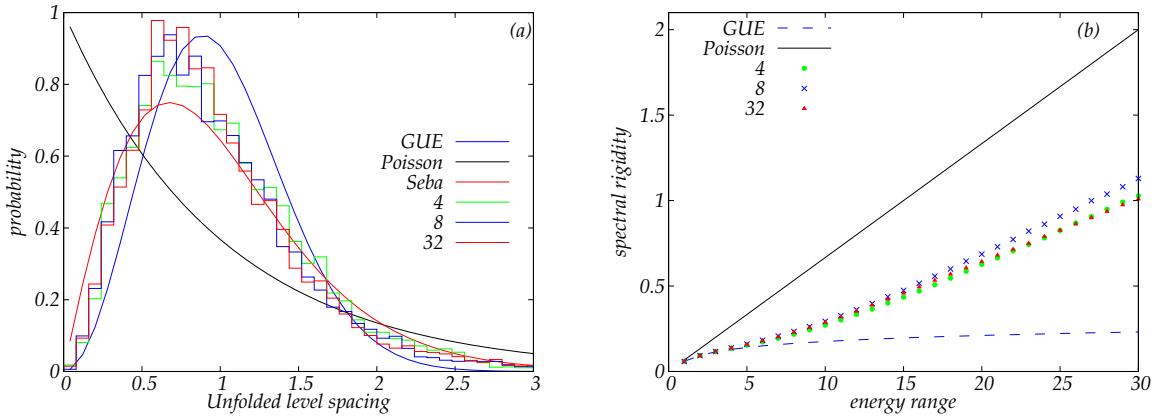 (a)
probability
1
0.8
0.6
0.4
0.2
0
GUE
Poisson
Seba
4
8
32
0 0.5 1 1.5 2 2.5 3
Unfolded level spacing
(b)
spectral rigidity
2
1.5
1
0.5
0
GUE
Poisson
4
8
32
0 5 10 15 20 25 30
energy range